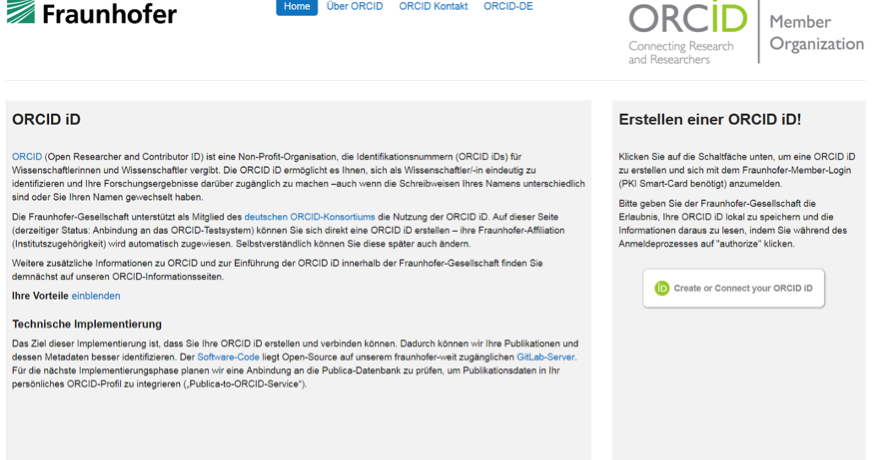 Fraunhofer
Home Über ORCID ORCID Kontakt ORCID-DE
ORCID
Connecting Research
and Researchers
Member
Organization
ORCID iD
ORCID (Open Researcher and Contributor ID) ist eine Non-Profit-Organisation, die Identifikationsnummern (ORCID iDs) für
Wissenschaftlerinnen und Wissenschaftler vergibt. Die ORCID iD ermöglicht es Ihnen, sich als Wissenschaftler/-in eindeutig zu
identifizieren und Ihre Forschungsergebnisse darüber zugänglich zu machen –auch wenn die Schreibweisen Ihres Namens unterschiedlich
sind oder Sie Ihren Namen gewechselt haben.
Die Fraunhofer-Gesellschaft unterstützt als Mitglied des deutschen ORCID-Konsortiums die Nutzung der ORCID iD. Auf dieser Seite
(derzeitiger Status: Anbindung an das ORCID-Testsystem) können Sie sich direkt eine ORCID iD erstellen – ihre Fraunhofer-Affiliation
(Institutszugehörigkeit) wird automatisch zugewiesen. Selbstverständlich können Sie diese später auch ändern.
Weitere zusätzliche Informationen zu ORCID und zur Einführung der ORCID iD innerhalb der Fraunhofer-Gesellschaft finden Sie
demnächst auf unseren ORCID-Informationsseiten.
Ihre Vorteile einblenden
Technische Implementierung
Das Ziel dieser Implementierung ist, dass Sie Ihre ORCID iD erstellen und verbinden können. Dadurch können wir Ihre Publikationen und
dessen Metadaten besser identifizieren. Der Software-Code liegt Open-Source auf unserem fraunhofer-weit zugänglichen GitLab-Server.
Für die nächste Implementierungsphase planen wir eine Anbindung an die Publica-Datenbank zu prüfen, um Publikationsdaten in Ihr
persönliches ORCID-Profil zu integrieren („Publica-to-ORCID-Service“).
Erstellen einer ORCID iD!
Klicken Sie auf die Schaltfäche unten, um eine ORCID iD
zu erstellen und sich mit dem Fraunhofer-Member-Login
(PKI Smart-Card benötigt) anzumelden.
Bitte geben Sie der Fraunhofer-Gesellschaft die
Erlaubnis, Ihre ORCID iD lokal zu speichern und die
Informationen daraus zu lesen, indem Sie während des
Anmeldeprozesses auf "authorize" klicken.
iD Create or Connect your ORCID iD